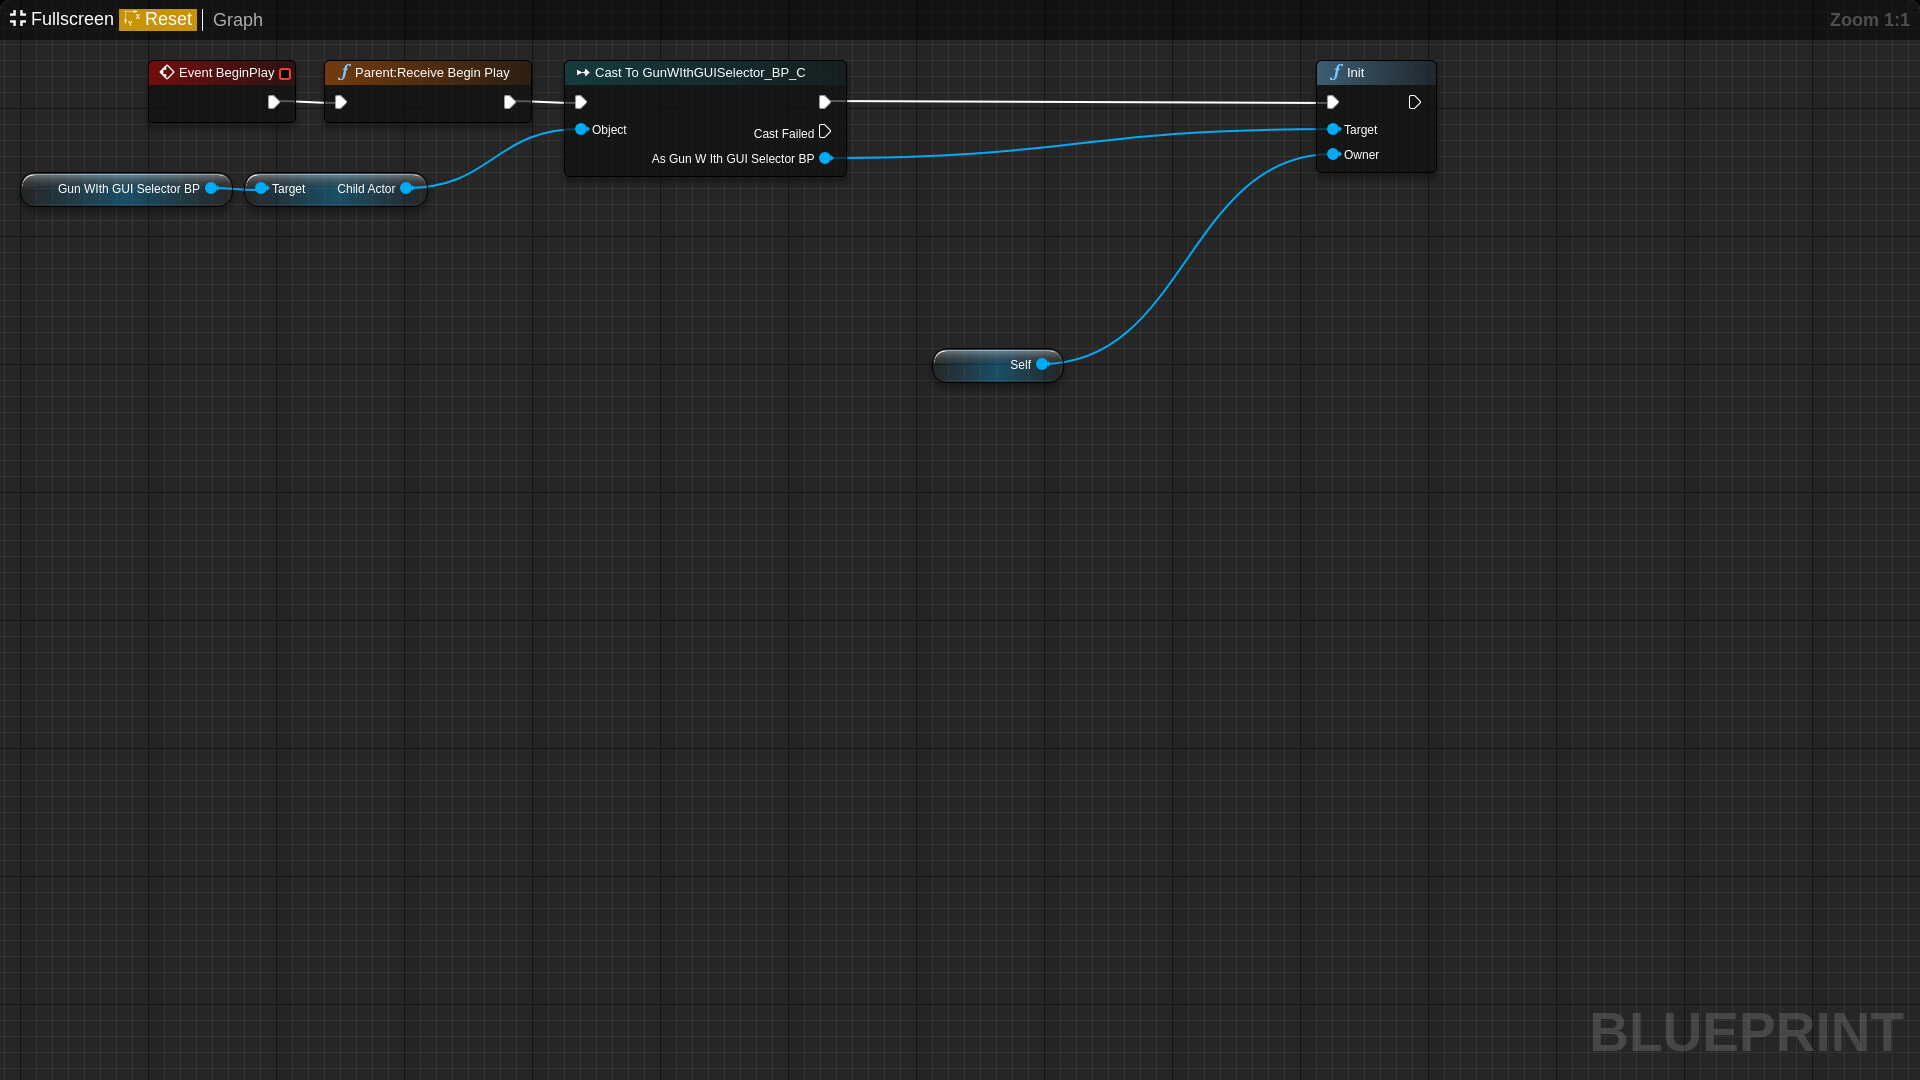 Fullscreen Reset Graph
Zoom 1:1
Event BeginPlay
Parent:Receive Begin Play
Cast To GunWIthGUISelector_BP_C
Object
Cast Failed
As Gun W Ith GUI Selector BP
Init
Target
Owner
Gun WIth GUI Selector BP
Target Child Actor
Self
BLUEPRINT